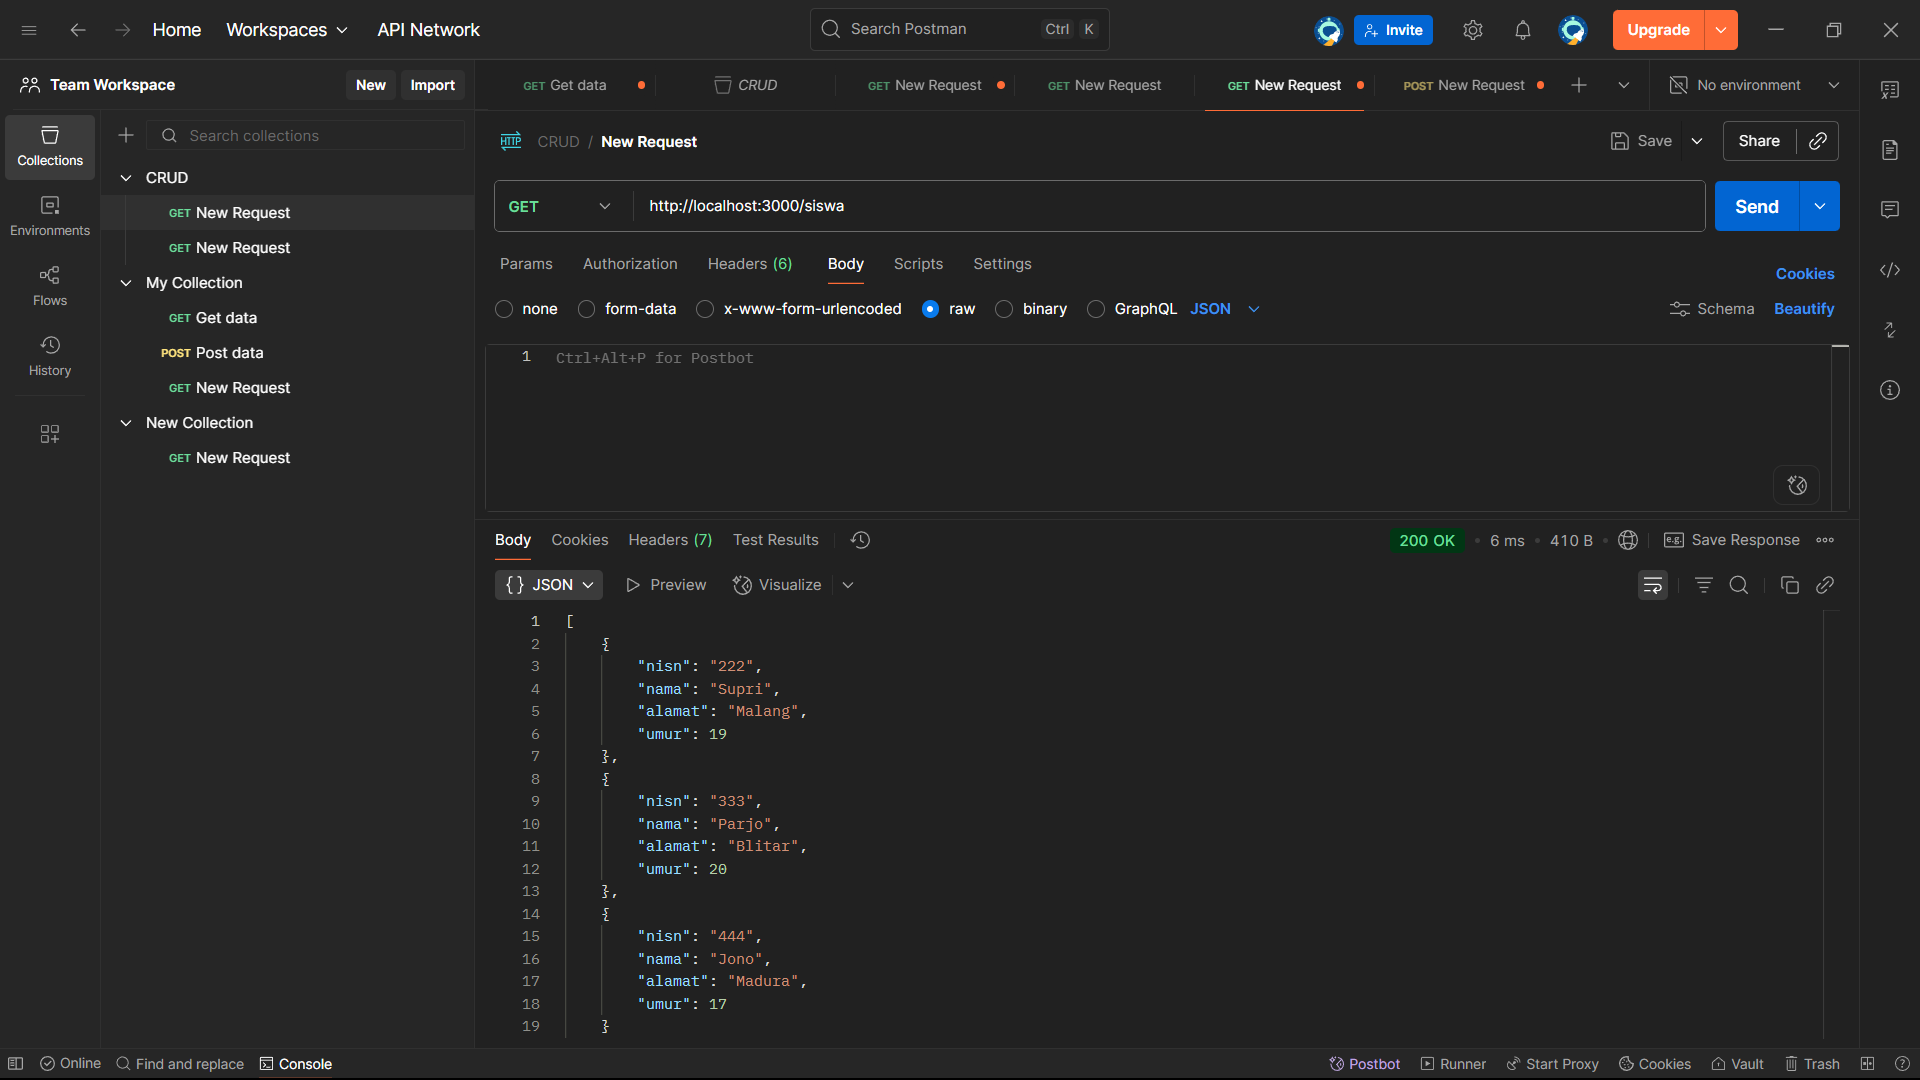 Home Workspaces API Network Search Postman Ctrl K Invite Upgrade
Team Workspace New Import GET Get data CRUD GET New Request GET New Request GET New Request POST New Request No environment
Collections
Environments
Flows
History
Search collections
CRUD
GET New Request
GET New Request
My Collection
GET Get data
POST Post data
GET New Request
New Collection
GET New Request
HTTP CRUD / New Request Save Share
GET http://localhost:3000/siswa Send
Params Authorization Headers (6) Body Scripts Settings Cookies
none form-data x-www-form-urlencoded raw binary GraphQL JSON Schema Beautify
1 Ctrl+Alt+P for Postbot
Body Cookies Headers (7) Test Results 200 OK • 6 ms • 410 B • e.g. Save Response
{} JSON Preview Visualize
1 [
2 {
3 "nisn": "222",
4 "nama": "Supri",
5 "alamat": "Malang",
6 "umur": 19
7 },
8 {
9 "nisn": "333",
10 "nama": "Parjo",
11 "alamat": "Blitar",
12 "umur": 20
13 },
14 {
15 "nisn": "444",
16 "nama": "Jono",
17 "alamat": "Madura",
18 "umur": 17
19 }
Online Find and replace Console Postbot Runner Start Proxy Cookies Vault Trash